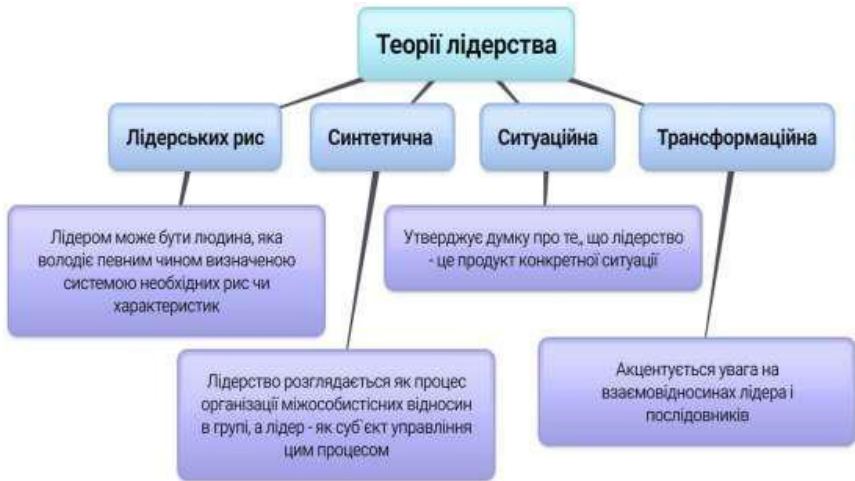 Теорії лідерства
Лідерських рис
Синтетична
Ситуаційна
Трансформаційна
Лідером може бути людина, яка
володіє певним чином визначеною
системою необхідних рис чи
характеристик
Утверджує думку про те,, що лідерство
- це продукт конкретної ситуації
Лідерство розглядається як процес
організації міжособистісних відносин
в групі, а лідер - як суб`єкт управління
цим процесом
Акцентується увага на
взаємовідносинах лідера і
послідовників